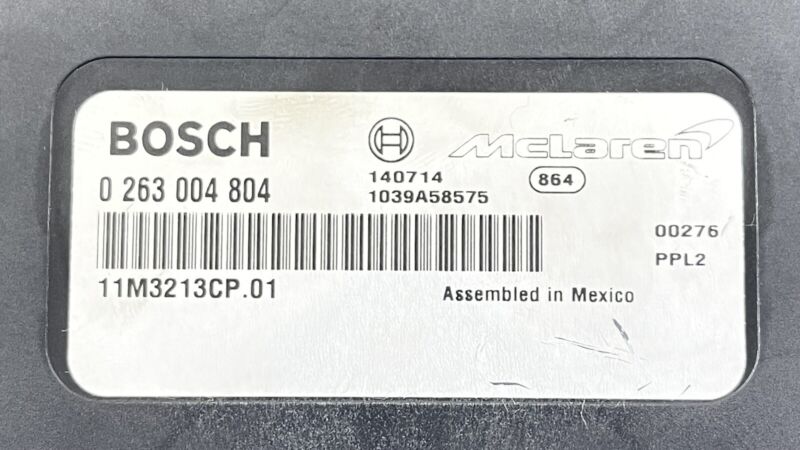 BOSCH
McLaren
0 263 004 804
140714
1039A58575
864
00276
PPL2
11M3213CP.01
Assembled in Mexico